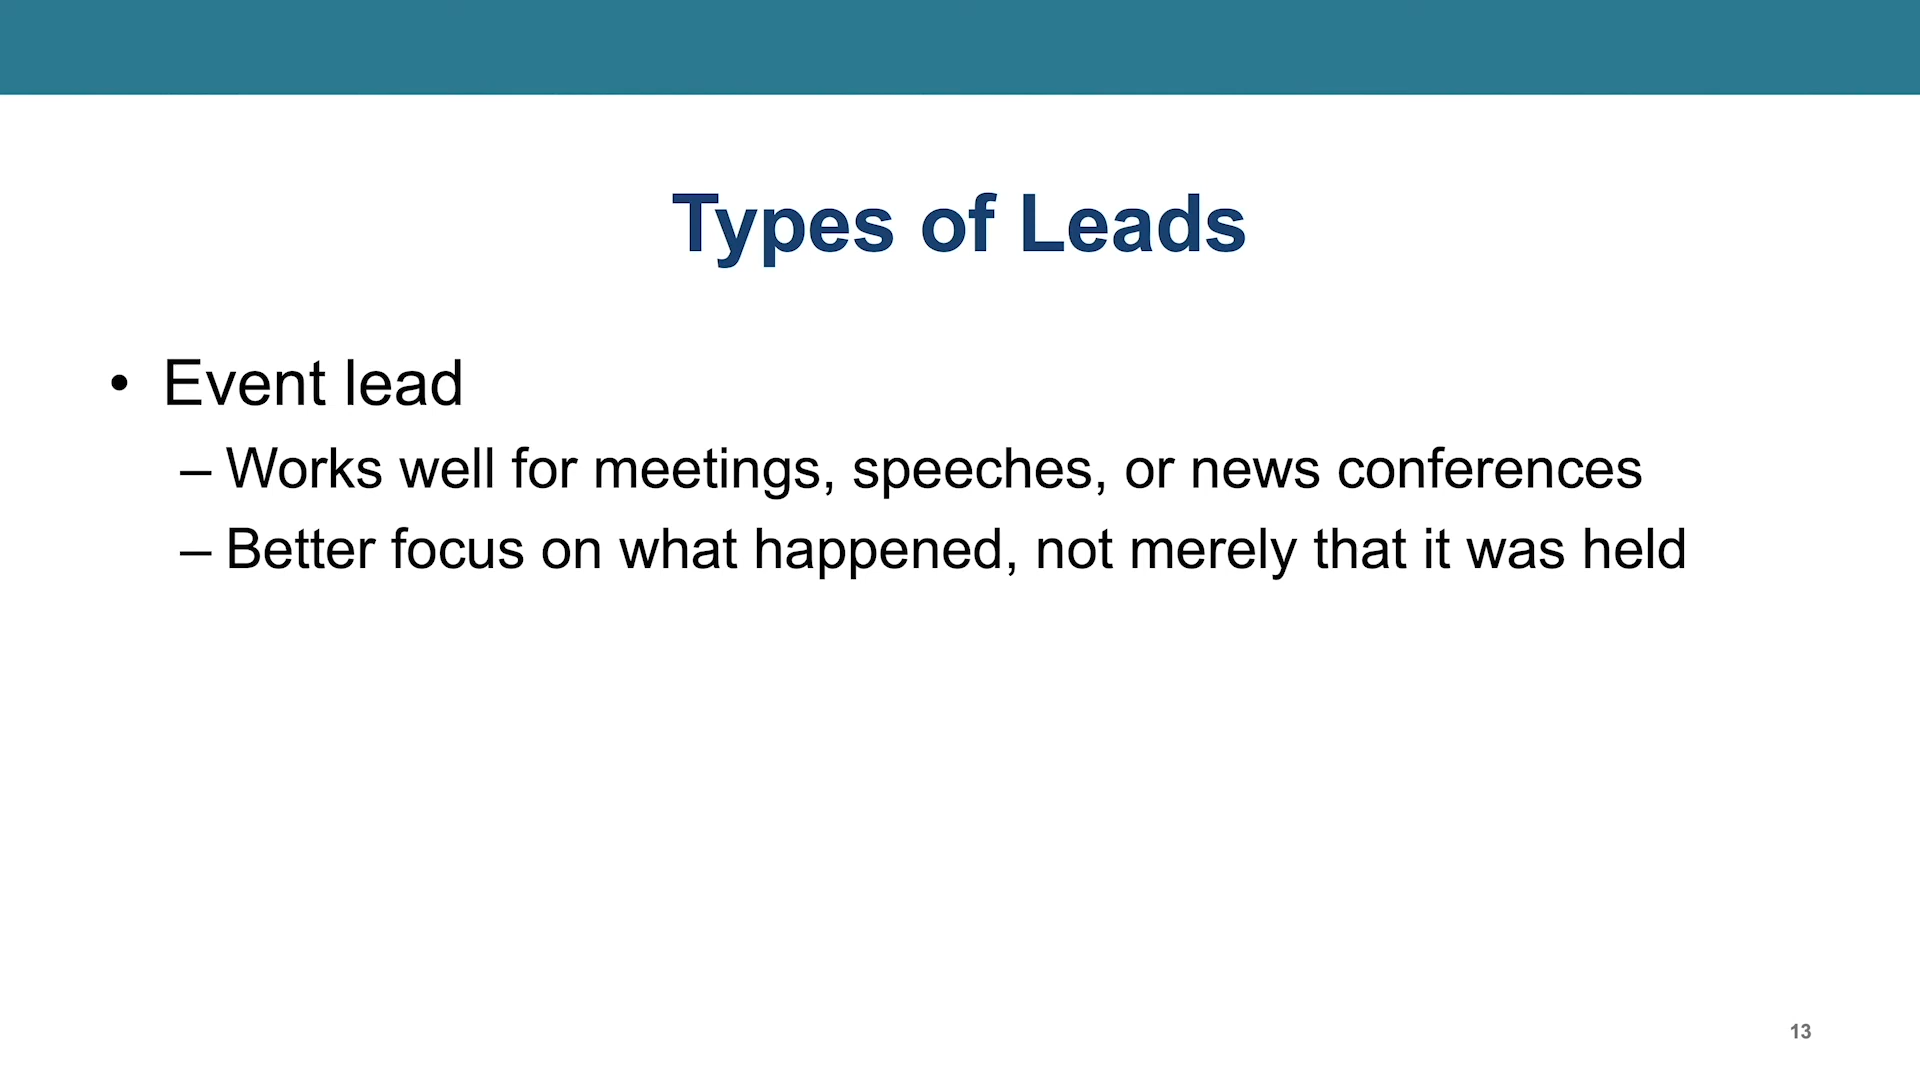 Types of Leads
• Event lead
– Works well for meetings, speeches, or news conferences
– Better focus on what happened, not merely that it was held
13